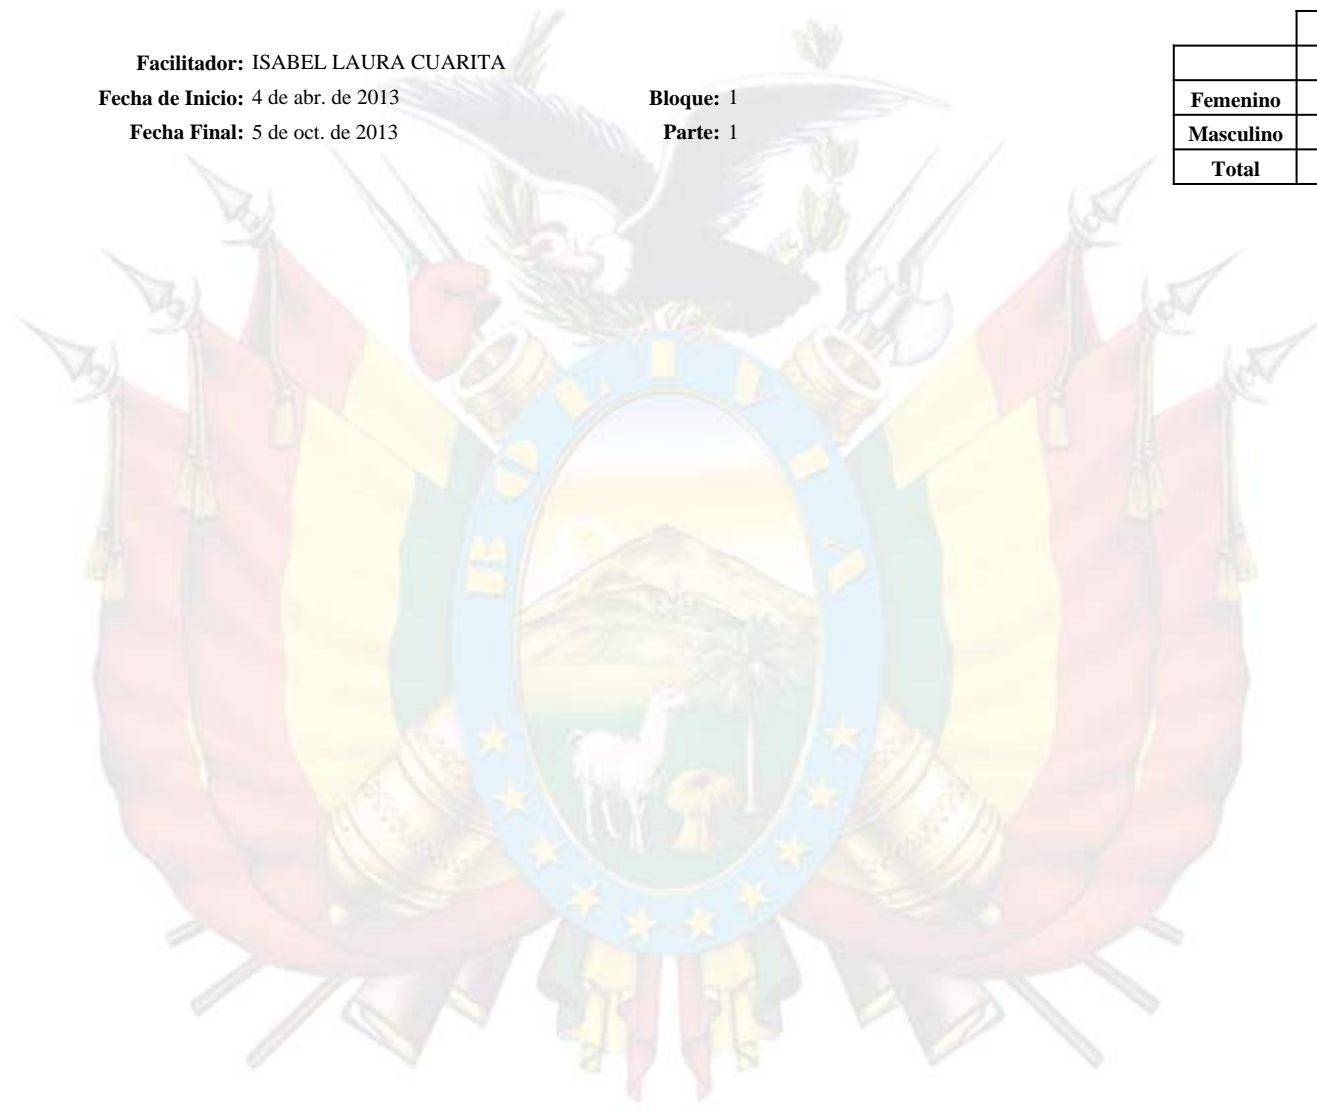 Facilitador: ISABEL LAURA CUARITA
Fecha de Inicio: 4 de abr. de 2013 Bloque: 1
Fecha Final: 5 de oct. de 2013 Parte: 1
Femenino
Masculino
Total
BOLIVIA